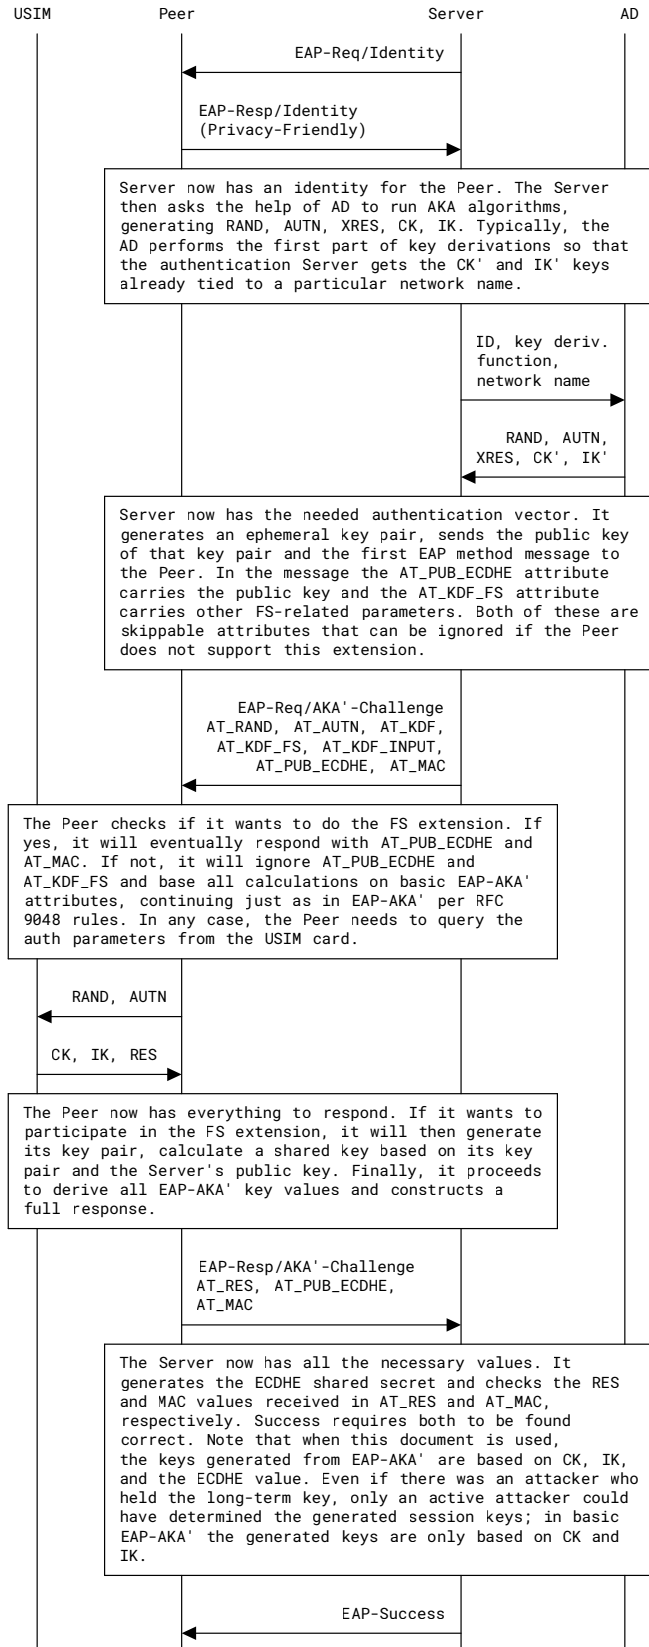 USIM Peer Server AD
EAP-Req/Identity
EAP-Resp/Identity
(Privacy-Friendly)
Server now has an identity for the Peer. The Server
then asks the help of AD to run AKA algorithms,
generating RAND, AUTN, XRES, CK, IK. Typically, the
AD performs the first part of key derivations so that
the authentication Server gets the CK' and IK' keys
already tied to a particular network name.
ID, key deriv.
function,
network name
RAND, AUTN,
XRES, CK', IK'
Server now has the needed authentication vector. It
generates an ephemeral key pair, sends the public key
of that key pair and the first EAP method message to
the Peer. In the message the AT_PUB_ECDHE attribute
carries the public key and the AT_KDF_FS attribute
carries other FS-related parameters. Both of these are
skippable attributes that can be ignored if the Peer
does not support this extension.
EAP-Req/AKA'-Challenge
AT_RAND, AT_AUTN, AT_KDF,
AT_KDF_FS, AT_KDF_INPUT,
AT_PUB_ECDHE, AT_MAC
The Peer checks if it wants to do the FS extension. If
yes, it will eventually respond with AT_PUB_ECDHE and
AT_MAC. If not, it will ignore AT_PUB_ECDHE and
AT_KDF_FS and base all calculations on basic EAP-AKA'
attributes, continuing just as in EAP-AKA' per RFC
9048 rules. In any case, the Peer needs to query the
auth parameters from the USIM card.
RAND, AUTN
CK, IK, RES
The Peer now has everything to respond. If it wants to
participate in the FS extension, it will then generate
its key pair, calculate a shared key based on its key
pair and the Server's public key. Finally, it proceeds
to derive all EAP-AKA' key values and constructs a
full response.
EAP-Resp/AKA'-Challenge
AT_RES, AT_PUB_ECDHE,
AT_MAC
The Server now has all the necessary values. It
generates the ECDHE shared secret and checks the RES
and MAC values received in AT_RES and AT_MAC,
respectively. Success requires both to be found
correct. Note that when this document is used,
the keys generated from EAP-AKA' are based on CK, IK,
and the ECDHE value. Even if there was an attacker who
held the long-term key, only an active attacker could
have determined the generated session keys; in basic
EAP-AKA' the generated keys are only based on CK and
IK.
EAP-Success